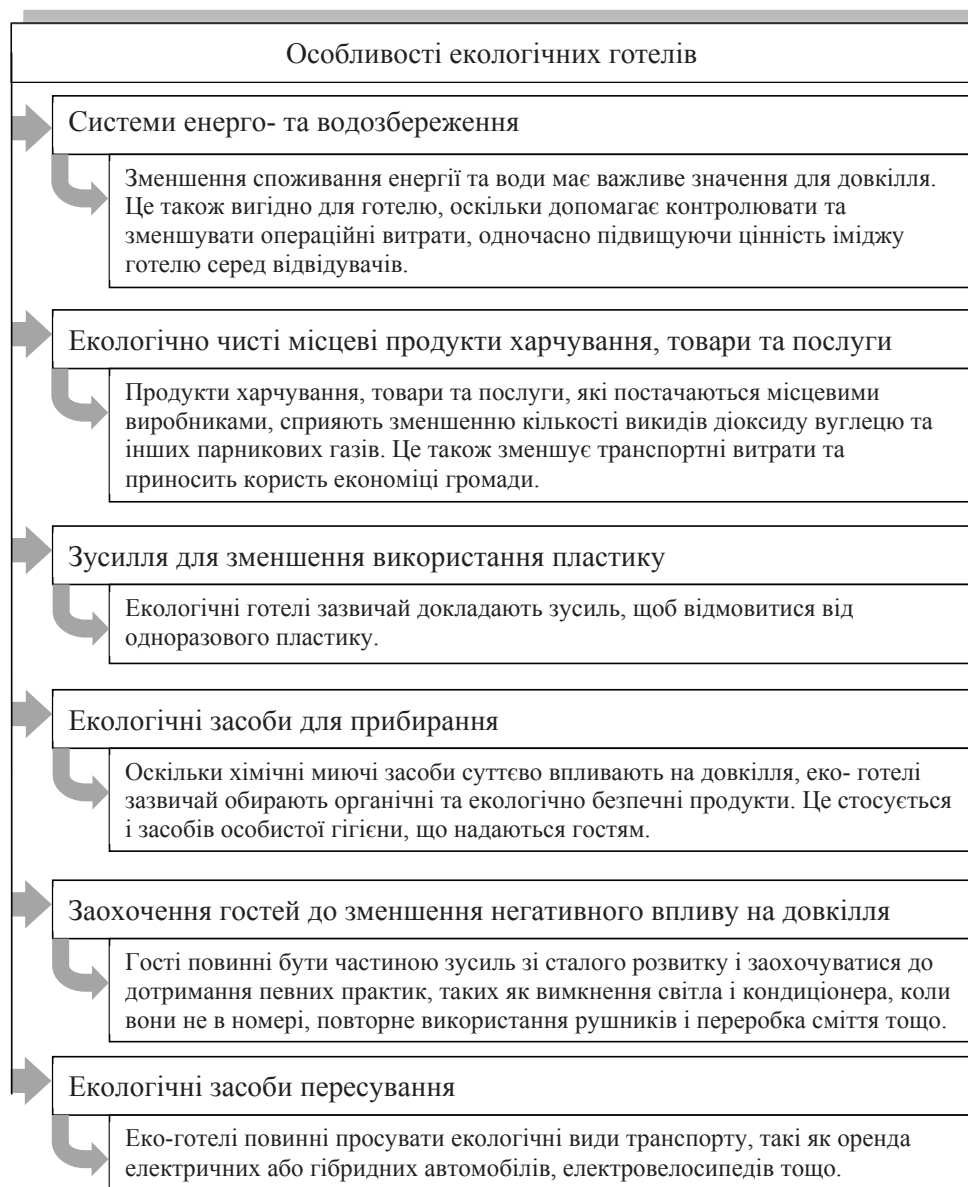 Особливості екологічних готелів
Системи енерго- та водозбереження
Зменшення споживання енергії та води має важливе значення для довкілля.
Це також вигідно для готелю, оскільки допомагає контролювати та
зменшувати операційні витрати, одночасно підвищуючи цінність іміджу
готелю серед відвідувачів.
Екологічно чисті місцеві продукти харчування, товари та послуги
Продукти харчування, товари та послуги, які постачаються місцевими
виробниками, сприяють зменшенню кількості викидів діоксиду вуглецю та
інших парникових газів. Це також зменшує транспортні витрати та
приносить користь економіці громади.
Зусилля для зменшення використання пластику
Екологічні готелі зазвичай докладають зусиль, щоб відмовитися від
одноразового пластику.
Екологічні засоби для прибирання
Оскільки хімічні миючі засоби суттєво впливають на довкілля, еко- готелі
зазвичай обирають органічні та екологічно безпечні продукти. Це стосується
і засобів особистої гігієни, що надаються гостям.
Заохочення гостей до зменшення негативного впливу на довкілля
Гості повинні бути частиною зусиль зі сталого розвитку і заохочуватися до
дотримання певних практик, таких як вимкнення світла і кондиціонера, коли
вони не в номері, повторне використання рушників і переробка сміття тощо.
Екологічні засоби пересування
Еко-готелі повинні просувати екологічні види транспорту, такі як оренда
електричних або гібридних автомобілів, електровелосипедів тощо.